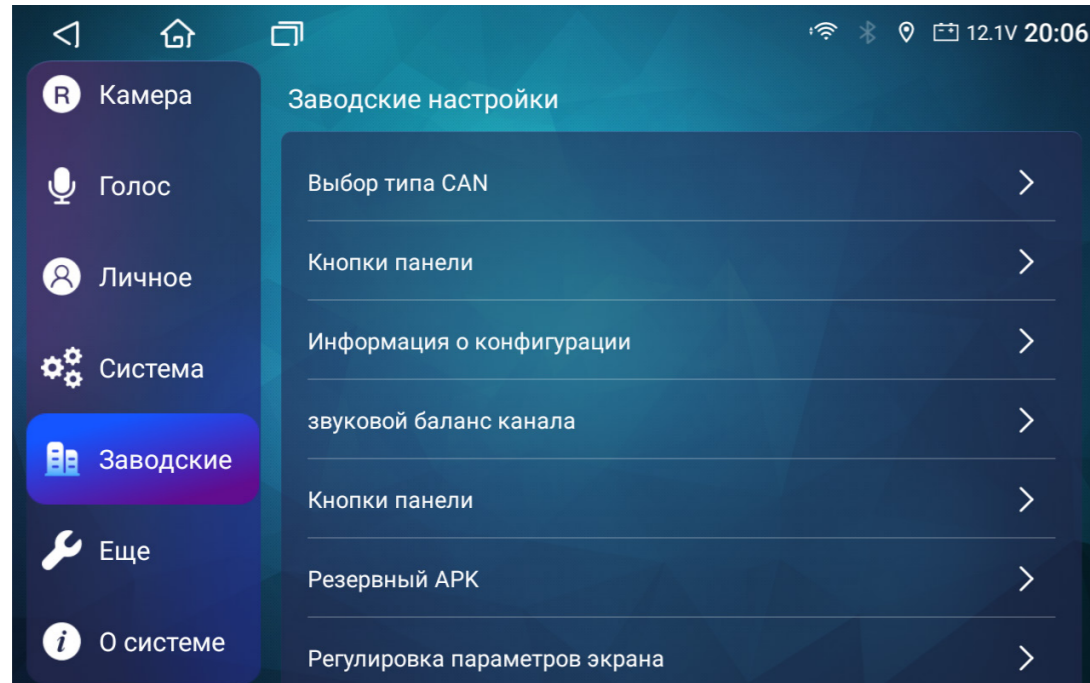 12.1V 20:06
R Камера
Голос
Личное
Система
Заводские
Еще
i О системе
Заводские настройки
Выбор типа CAN
Кнопки панели
Информация о конфигурации
звуковой баланс канала
Кнопки панели
Резервный APK
Регулировка параметров экрана